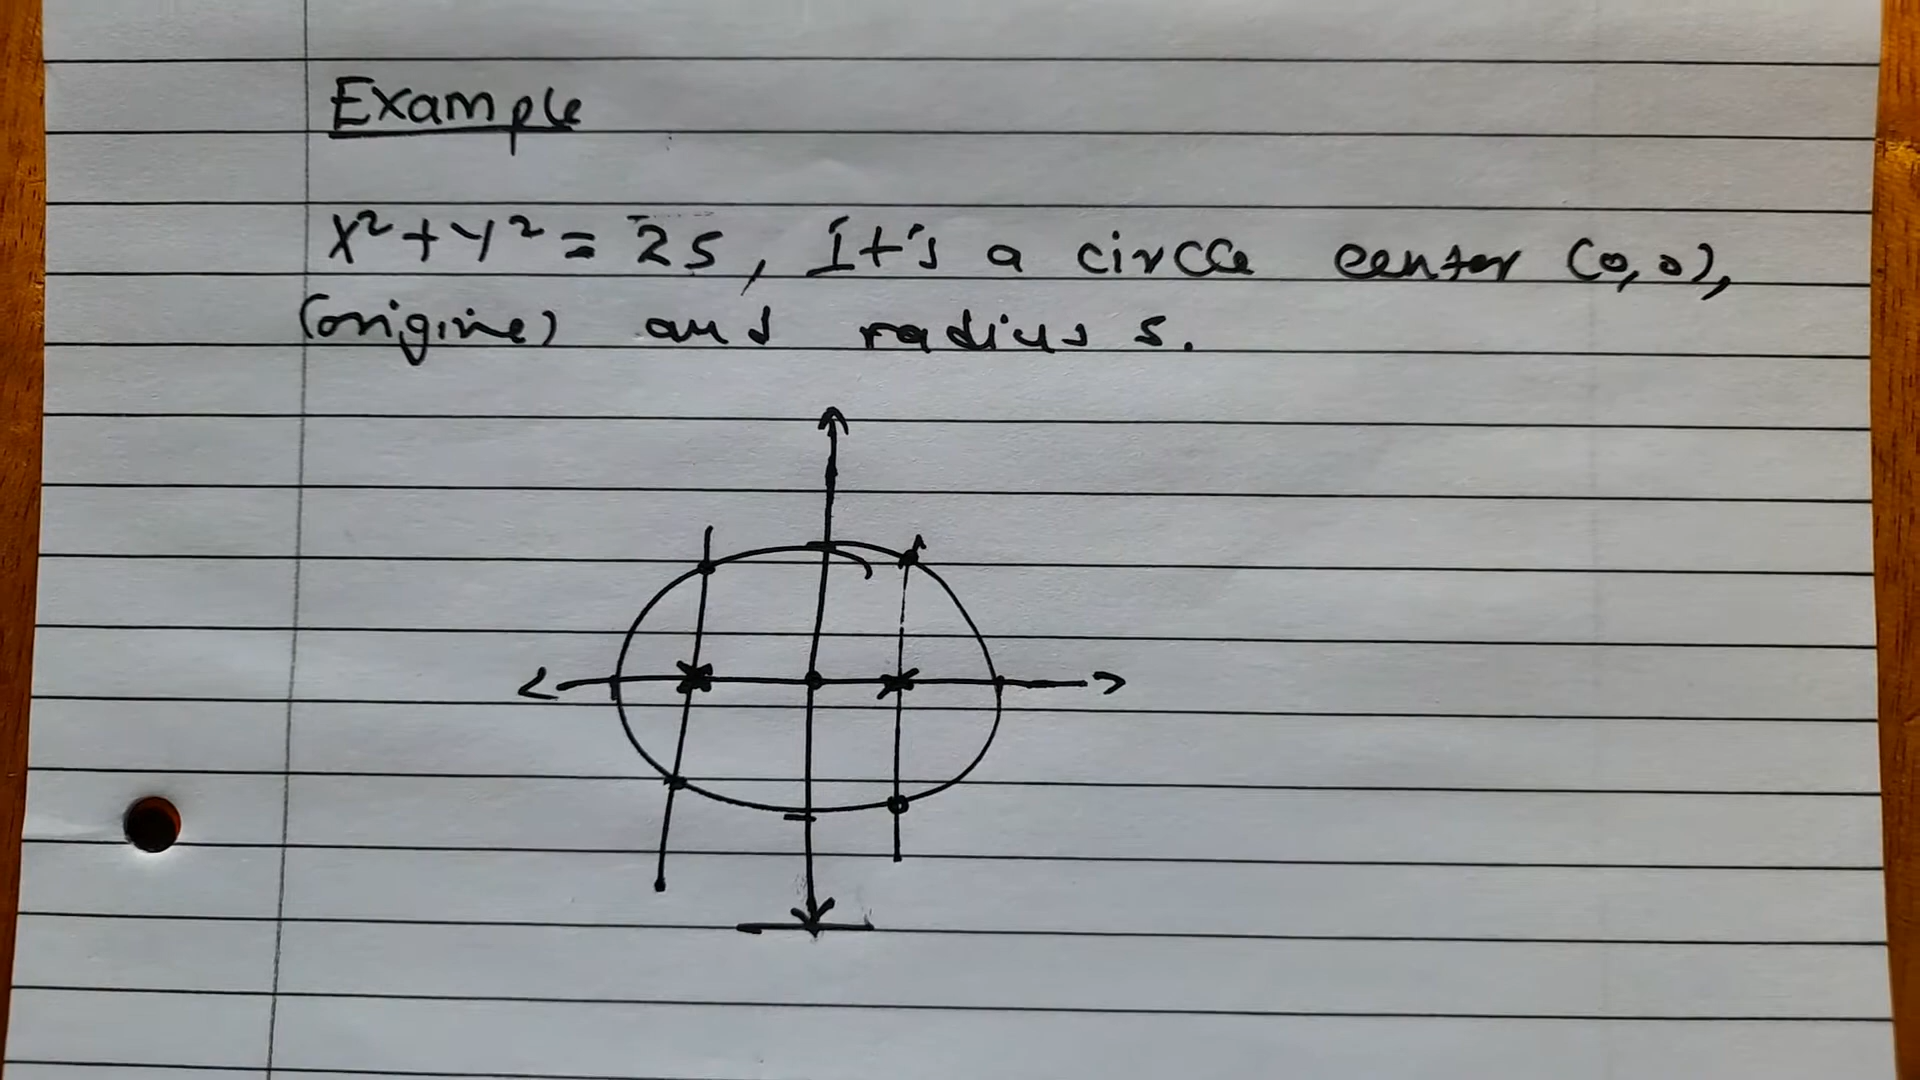 Example
x² + y² = 25, It's a circle center (0,0),
(origine) and radius 5.